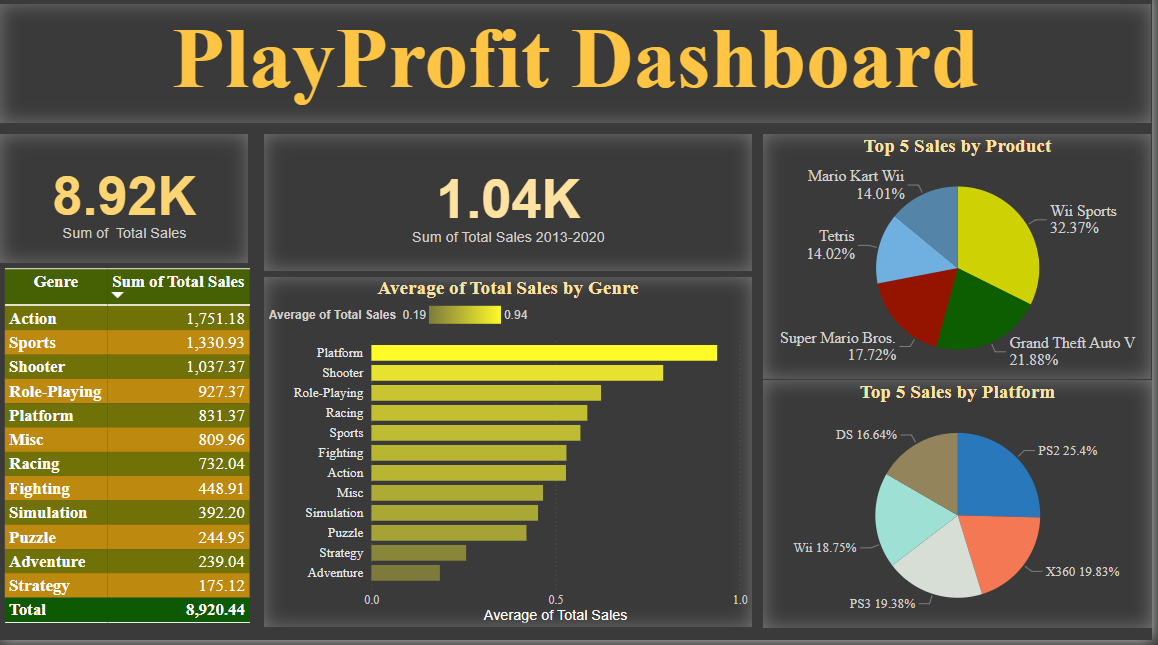 PlayProfit Dashboard
8.92K
Sum of Total Sales
1.04K
Sum of Total Sales 2013-2020
Genre Sum of Total Sales
Action 1,751.18
Sports 1,330.93
Shooter 1,037.37
Role-Playing 927.37
Platform 831.37
Misc 809.96
Racing 732.04
Fighting 448.91
Simulation 392.20
Puzzle 244.95
Adventure 239.04
Strategy 175.12
Total 8,920.44
Average of Total Sales by Genre
Average of Total Sales 0.19 0.94
Platform
Shooter
Role-Playing
Racing
Sports
Fighting
Action
Misc
Simulation
Puzzle
Strategy
Adventure
0.0 0.5 1.0
Average of Total Sales
Top 5 Sales by Product
Mario Kart Wii
14.01%
Wii Sports
32.37%
Tetris
14.02%
Super Mario Bros.
17.72%
Grand Theft Auto V
21.88%
Top 5 Sales by Platform
DS 16.64%
PS2 25.4%
Wii 18.75%
X360 19.83%
PS3 19.38%